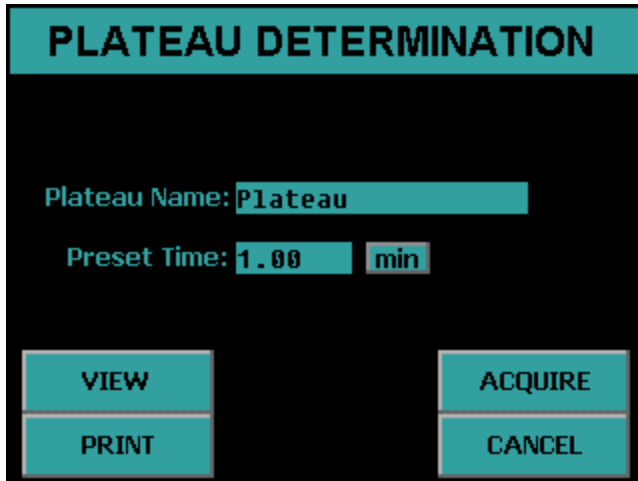 PLATEAU DETERMINATION
Plateau Name: Plateau
Preset Time: 1.00 min
VIEW ACQUIRE
PRINT CANCEL